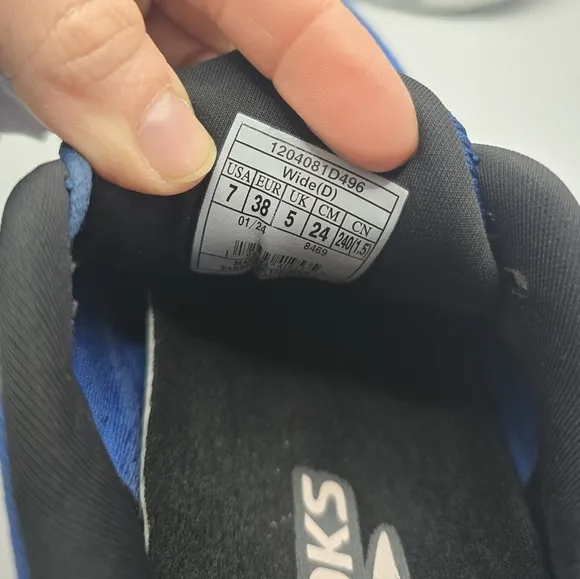 1204081D496
Wide(D)
USA EUR UK CM CN
7 38 5 24 240(1.5)
01/24 8469
OKS